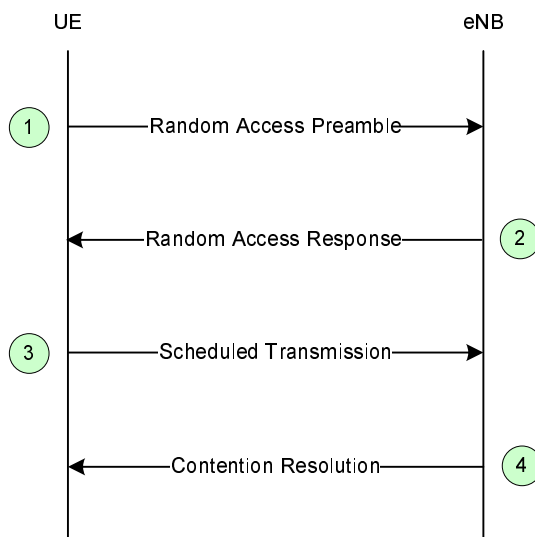 UE
eNB
1
Random Access Preamble
Random Access Response
2
3
Scheduled Transmission
Contention Resolution
4